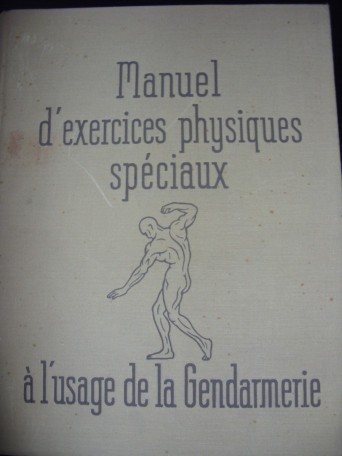 Manuel
d'exercices physiques
spéciaux
à l'usage de la Gendarmerie